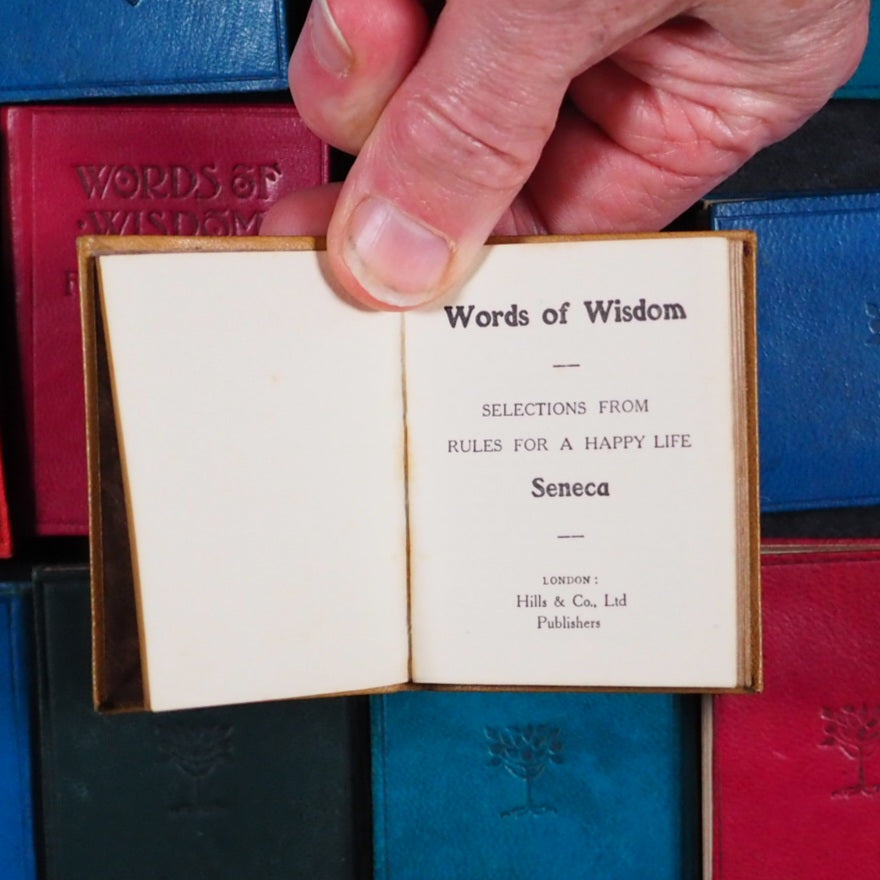 WORDS OF
WISDOM
Words of Wisdom
SELECTIONS FROM
RULES FOR A HAPPY LIFE
Seneca
LONDON:
Hills & Co., Ltd
Publishers